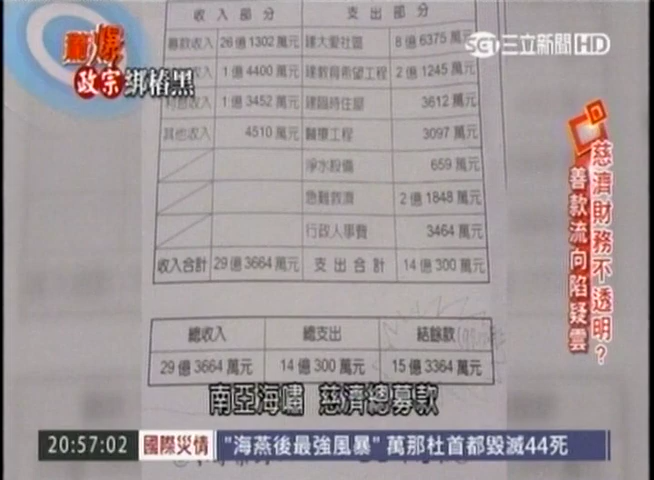 收入部分 支出部分
募款收入 26億1302萬元 建大愛社區 8億6375萬元
收入 1億4400萬元 建教育希望工程 2億1245萬元
利息收入 1億3452萬元 建臨時住屋 3612萬元
其他收入 4510萬元 醫療工程 3097萬元
淨水設備 659萬元
急難救濟 2億1848萬元
行政人事費 3464萬元
收入合計 29億3664萬元 支出合計 14億300萬元
總收入 總支出 結餘款
29億3664萬元 14億300萬元 15億3364萬元
驚爆
政宗綁樁黑
SET三立新聞HD
慈濟財務不透明?
善款流向陷疑雲
南亞海嘯 慈濟總募款
20:57:02 國際災情 "海燕後最強風暴" 萬那杜首都毀滅44死